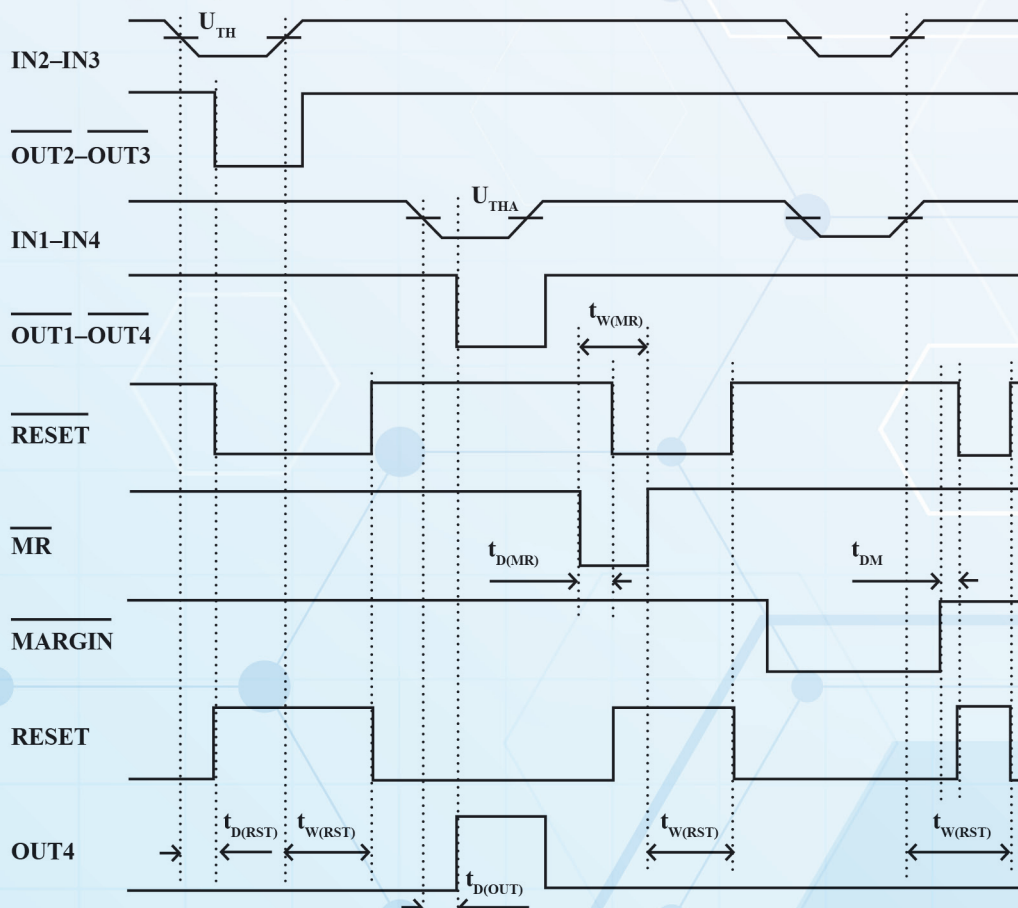 U_TH
IN2–IN3
OUT2–OUT3
U_THA
IN1–IN4
OUT1–OUT4
t_W(MR)
RESET
MR
t_D(MR)
t_DM
MARGIN
RESET
t_D(RST) t_W(RST) t_W(RST) t_W(RST)
OUT4
t_D(OUT)